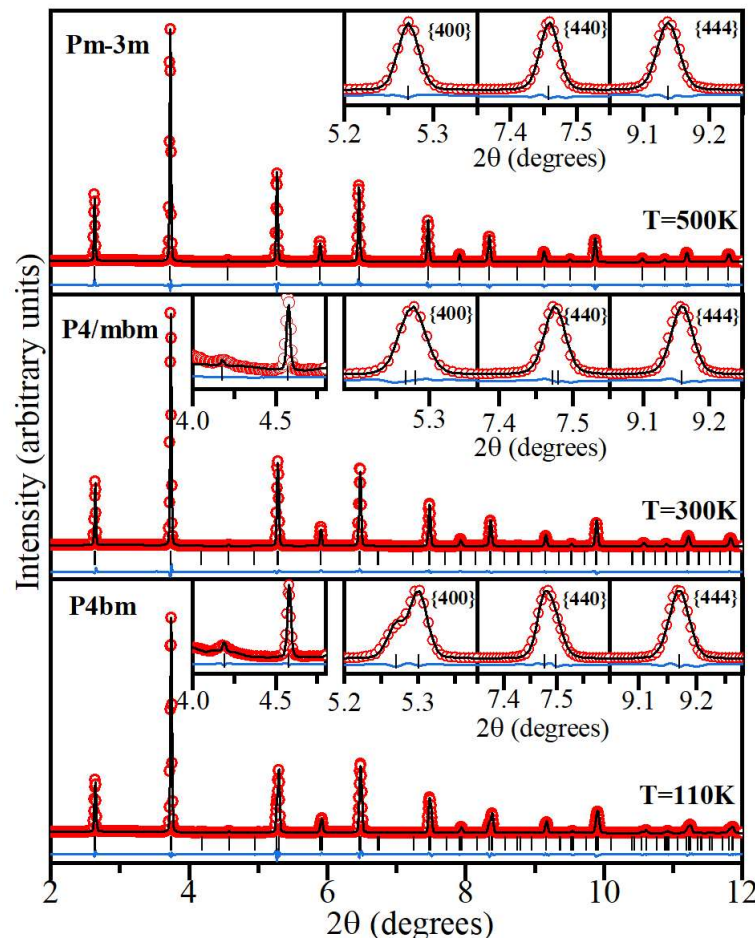 Pm-3m
{400}
{440}
{444}
5.2 5.3 7.4 7.5 9.1 9.2
2θ (degrees)
T=500K
P4/mbm
{400}
{440}
{444}
4.0 4.5 5.3 7.4 7.5 9.1 9.2
2θ (degrees)
T=300K
P4bm
{400}
{440}
{444}
4.0 4.5 5.2 5.3 7.4 7.5 9.1 9.2
2θ (degrees)
T=110K
2 4 6 8 10 12
2θ (degrees)
Intensity (arbitrary units)